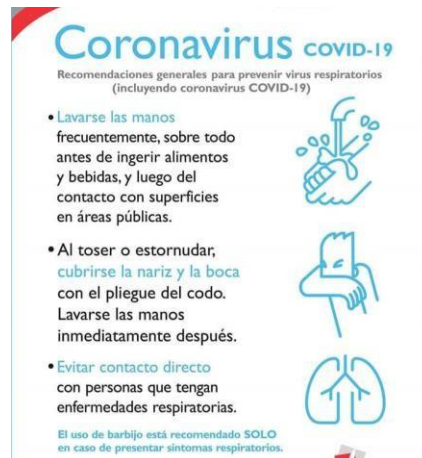 Coronavirus COVID-19
Recomendaciones generales para prevenir virus respiratorios
(incluyendo coronavirus COVID-19)
• Lavarse las manos
frecuentemente, sobre todo
antes de ingerir alimentos
y bebidas, y luego del
contacto con superficies
en áreas públicas.
• Al toser o estornudar,
cubrirse la nariz y la boca
con el pliegue del codo.
Lavarse las manos
inmediatamente después.
• Evitar contacto directo
con personas que tengan
enfermedades respiratorias.
El uso de barbijo está recomendado SOLO
en caso de presentar síntomas respiratorios.